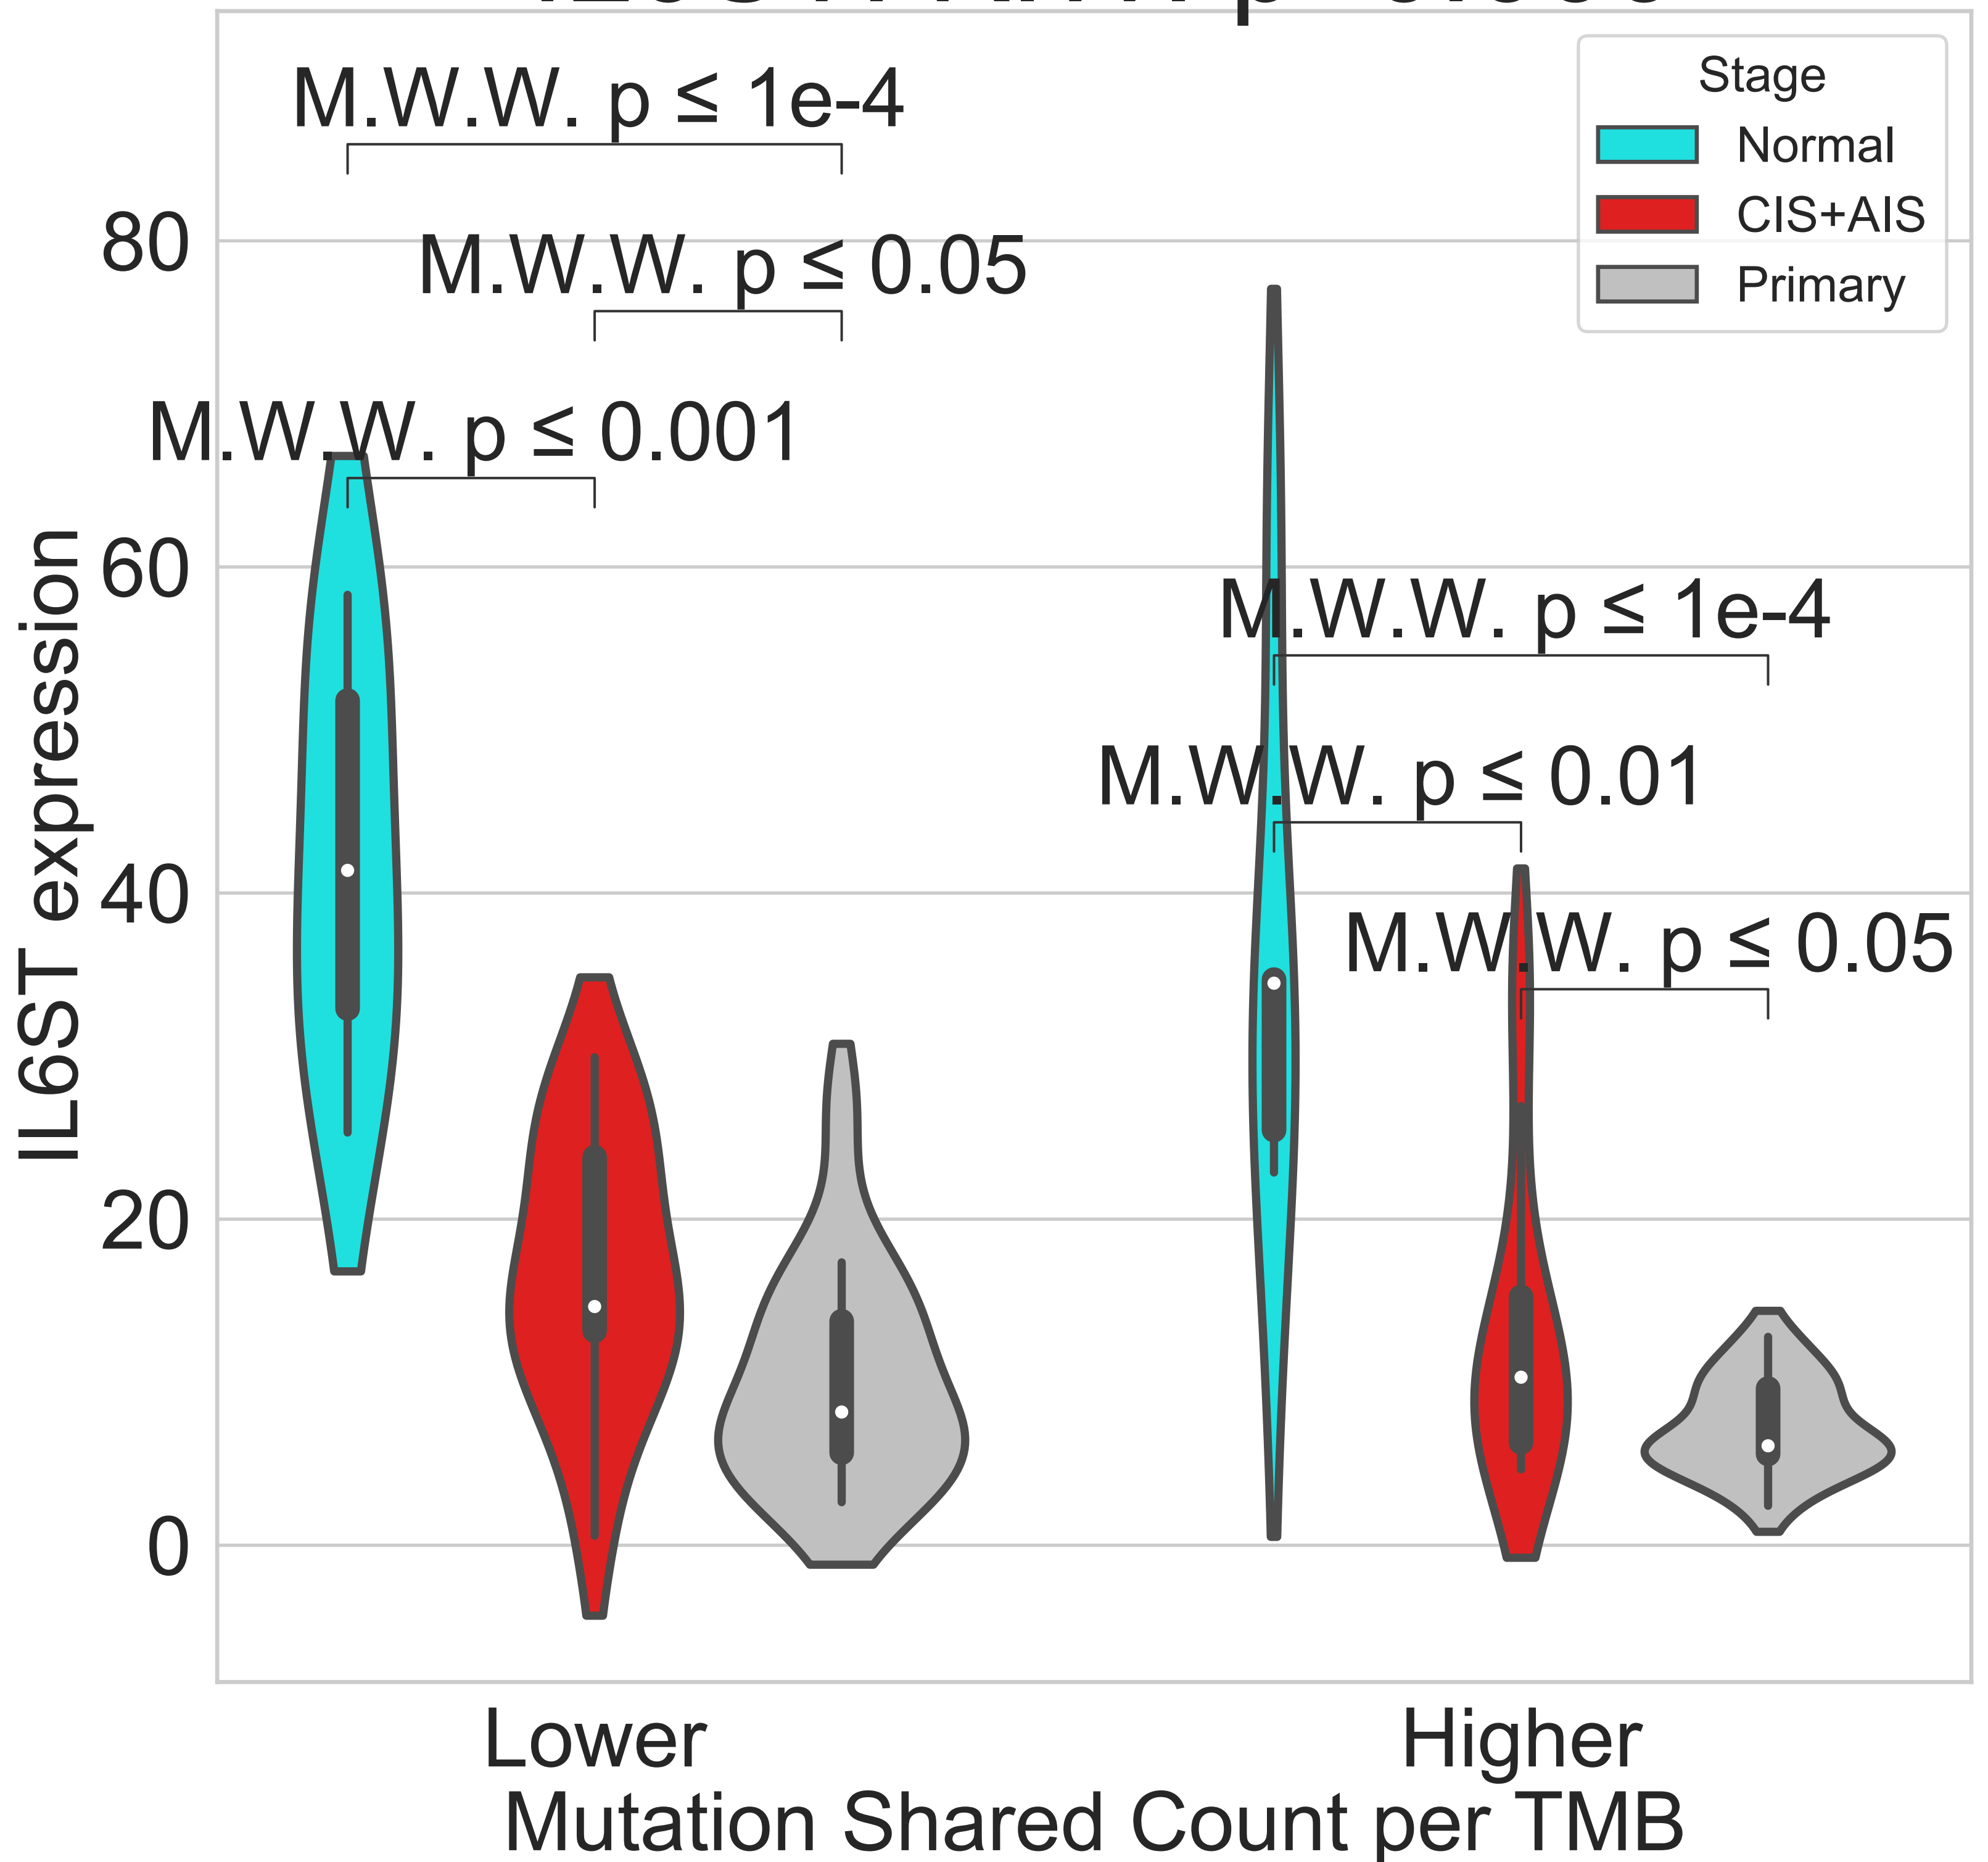 Stage
Normal
CIS+AIS
Primary
M.W.W. p ≤ 1e-4
M.W.W. p ≤ 0.05
M.W.W. p ≤ 0.001
M.W.W. p ≤ 1e-4
M.W.W. p ≤ 0.01
M.W.W. p ≤ 0.05
80
60
40
20
0
IL6ST expression
Lower
Higher
Mutation Shared Count per TMB